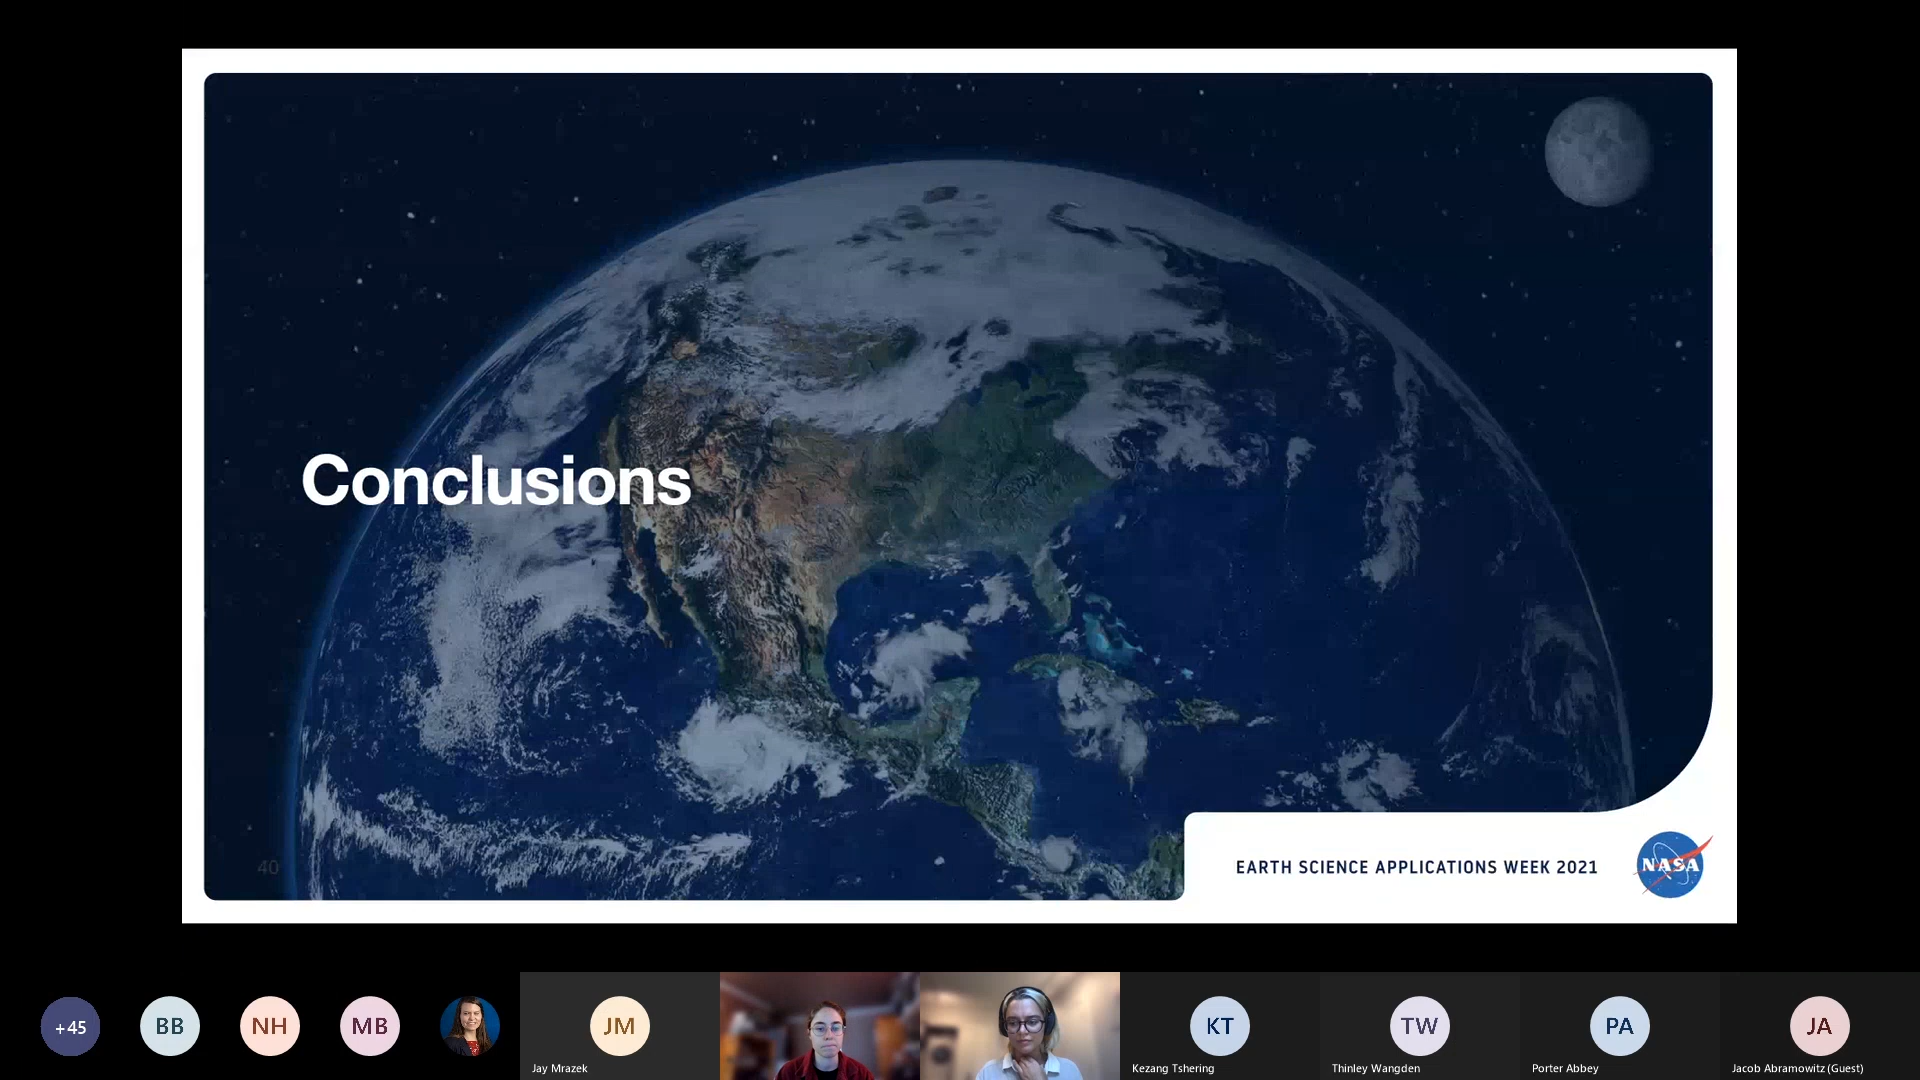 Conclusions
40
EARTH SCIENCE APPLICATIONS WEEK 2021
NASA
+45
BB
NH
MB
JM
Jay Mrazek
KT
Kezang Tshering
TW
Thinley Wangden
PA
Porter Abbey
JA
Jacob Abramowitz (Guest)